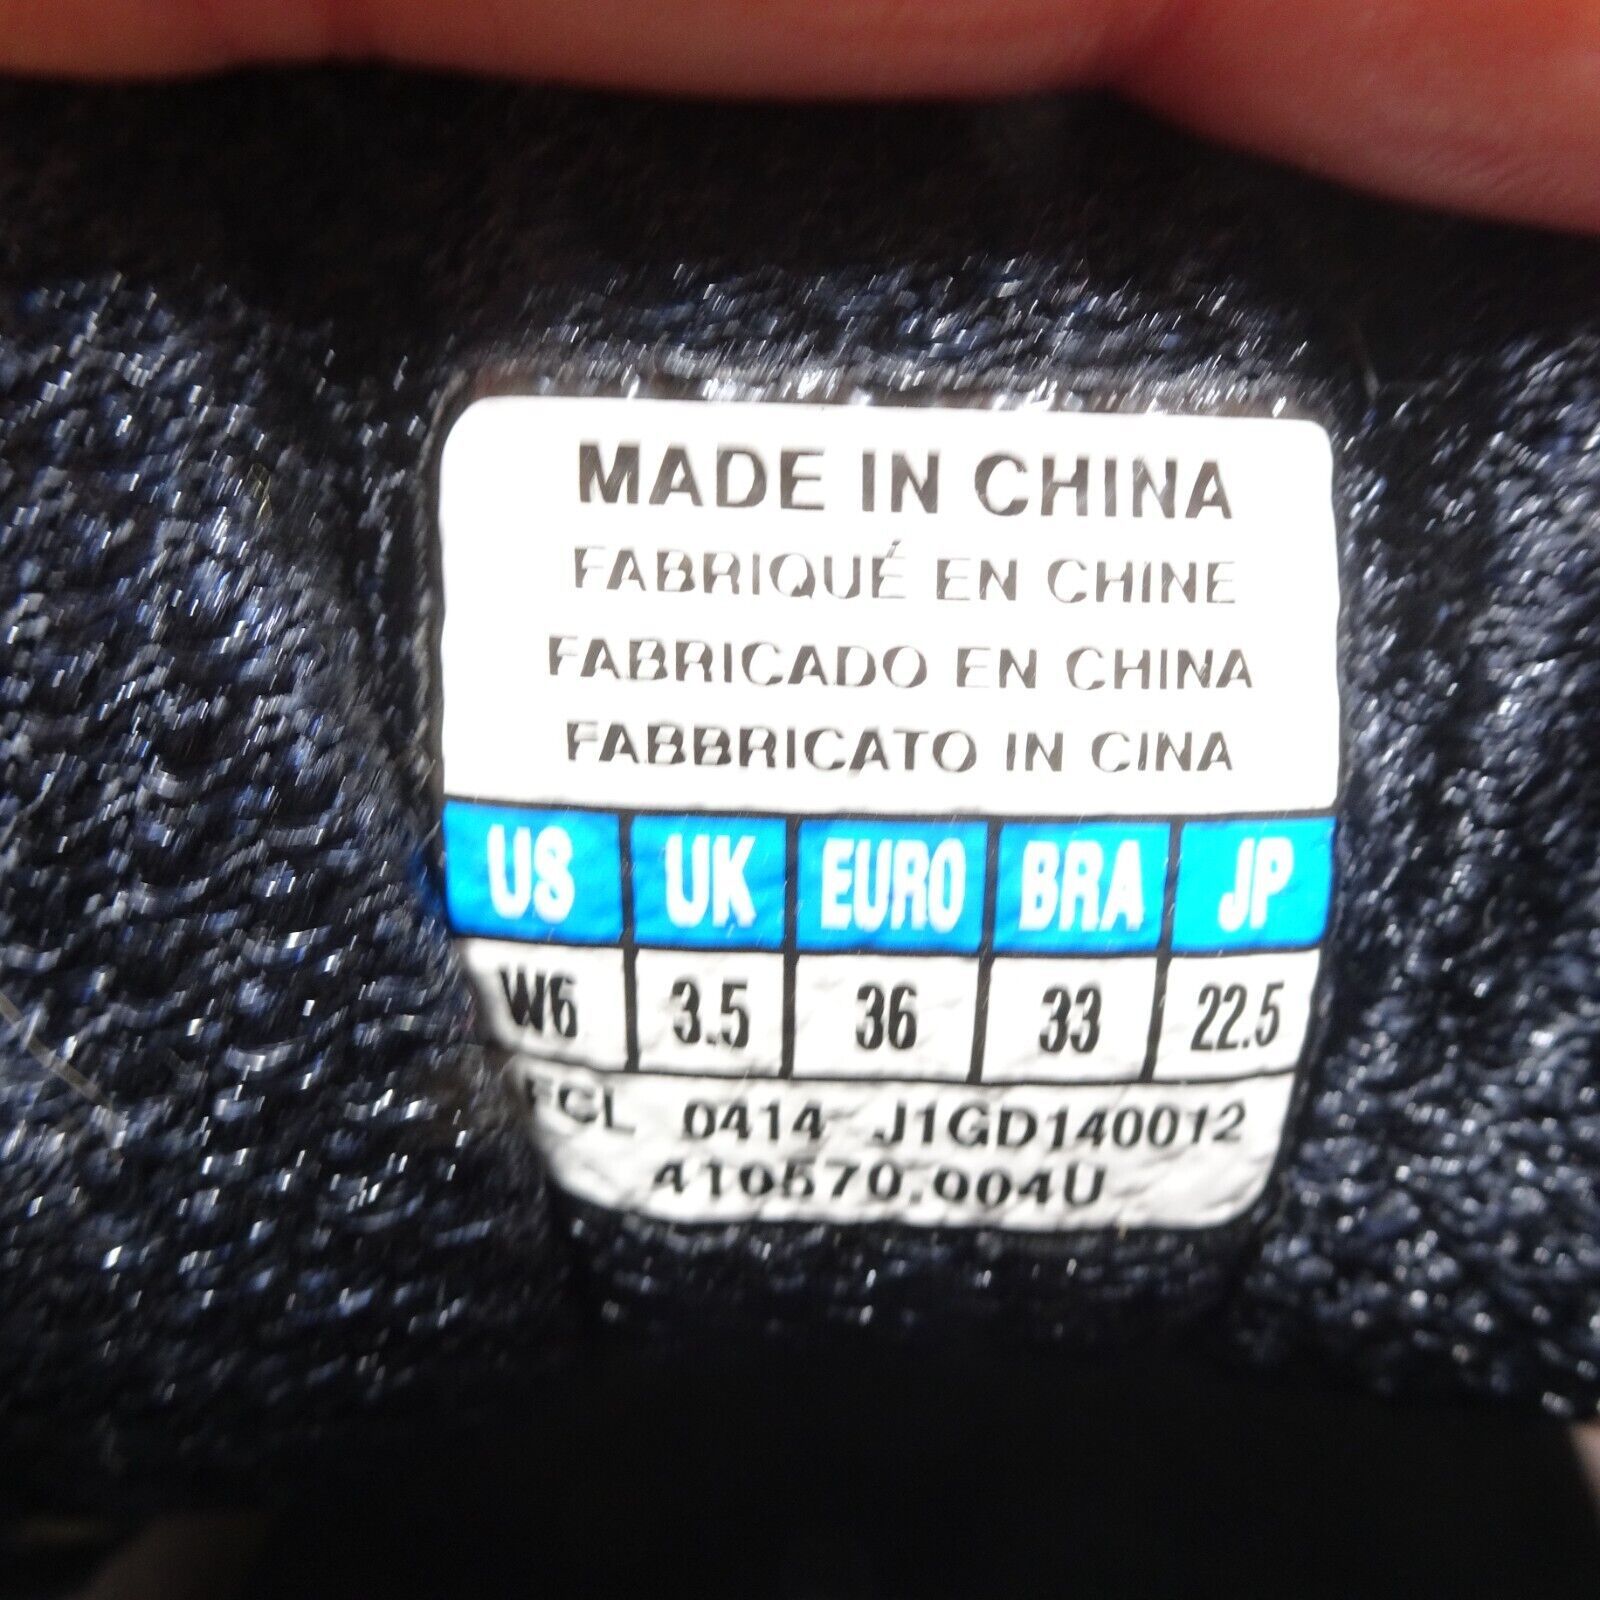 MADE IN CHINA
FABRIQUÉ EN CHINE
FABRICADO EN CHINA
FABBRICATO IN CINA
US UK EURO BRA JP
W6 3.5 36 33 22.5
FCL 0414 J1GD140012
410570.004U